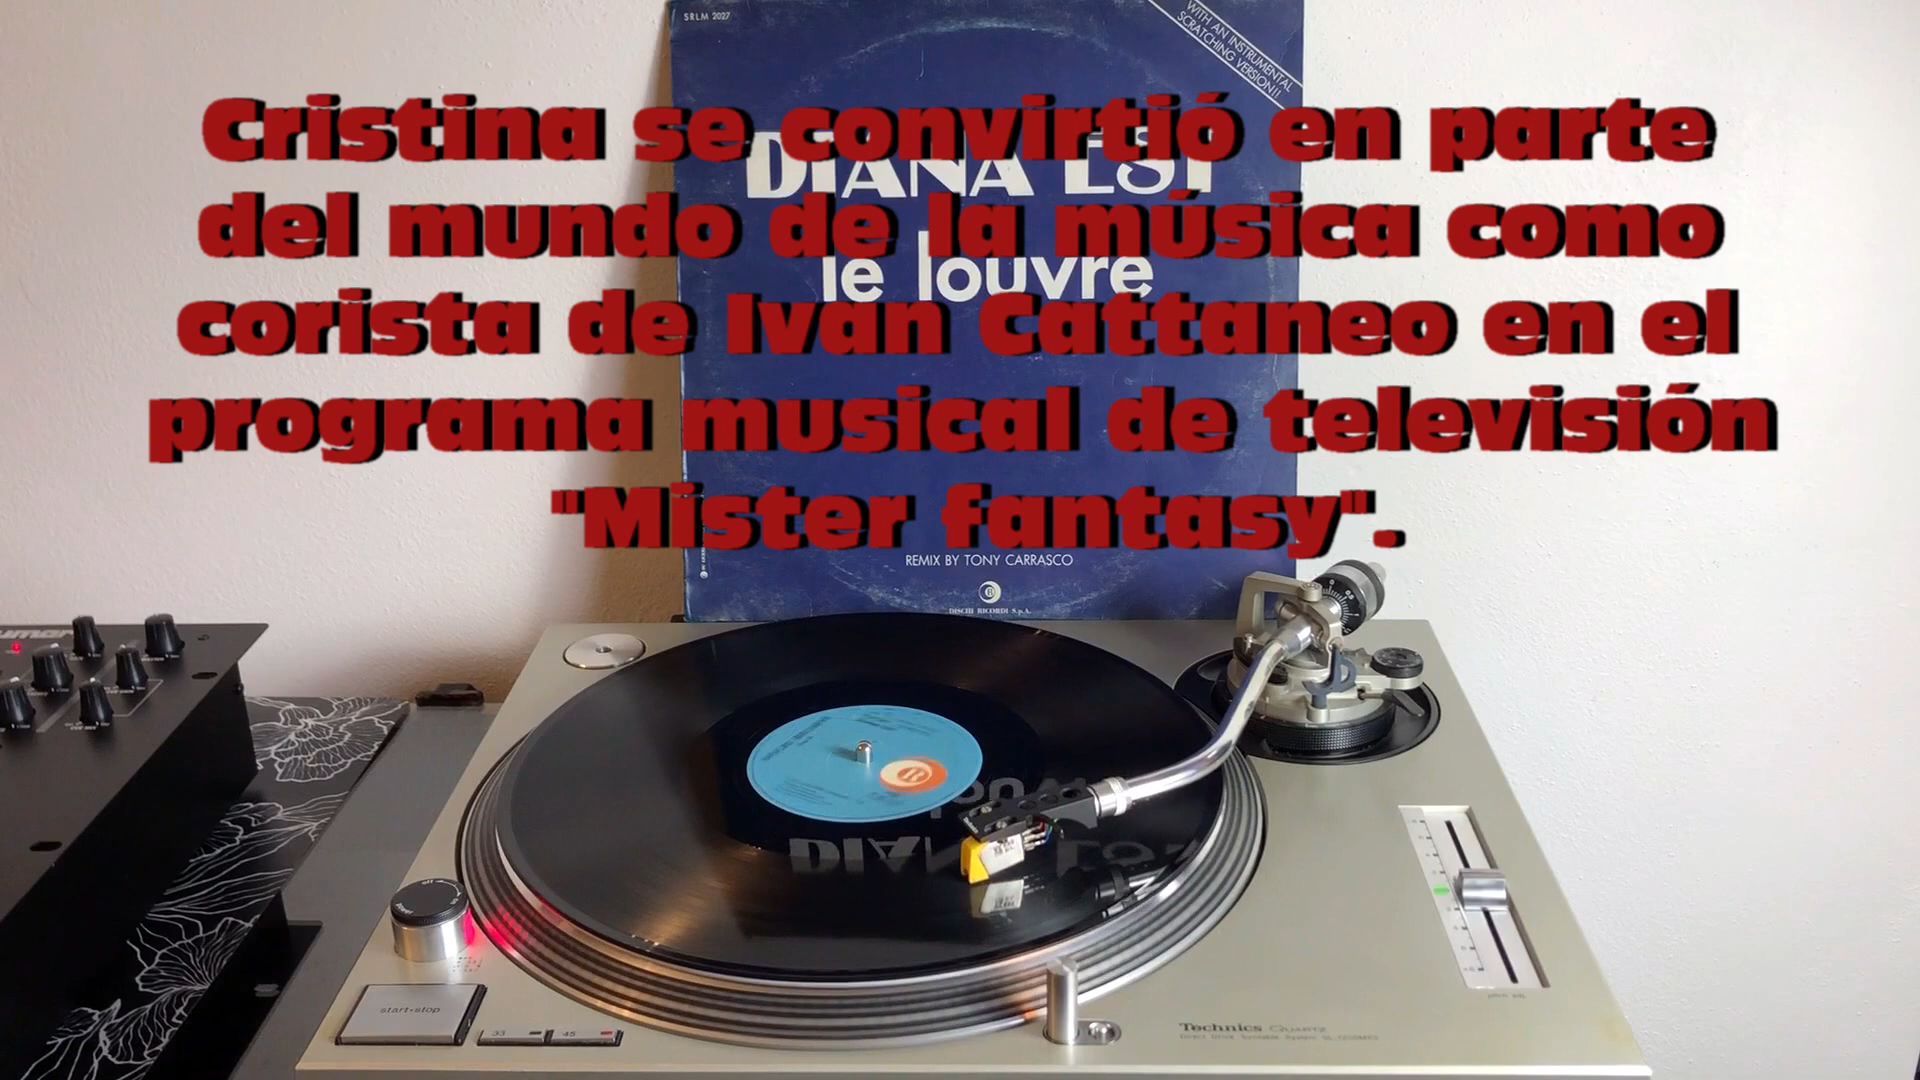 SRLM 2027
WITH AN INSTRUMENTAL
SCRATCHING VERSION!!
Cristina se convirtió en parte
DIANA EST
del mundo de la música como
le louvre
corista de Ivan Cattaneo en el
programa musical de televisión
"Mister fantasy".
REMIX BY TONY CARRASCO
DISCHI RICORDI S.p.A.
start•stop
33
45
Technics Quartz